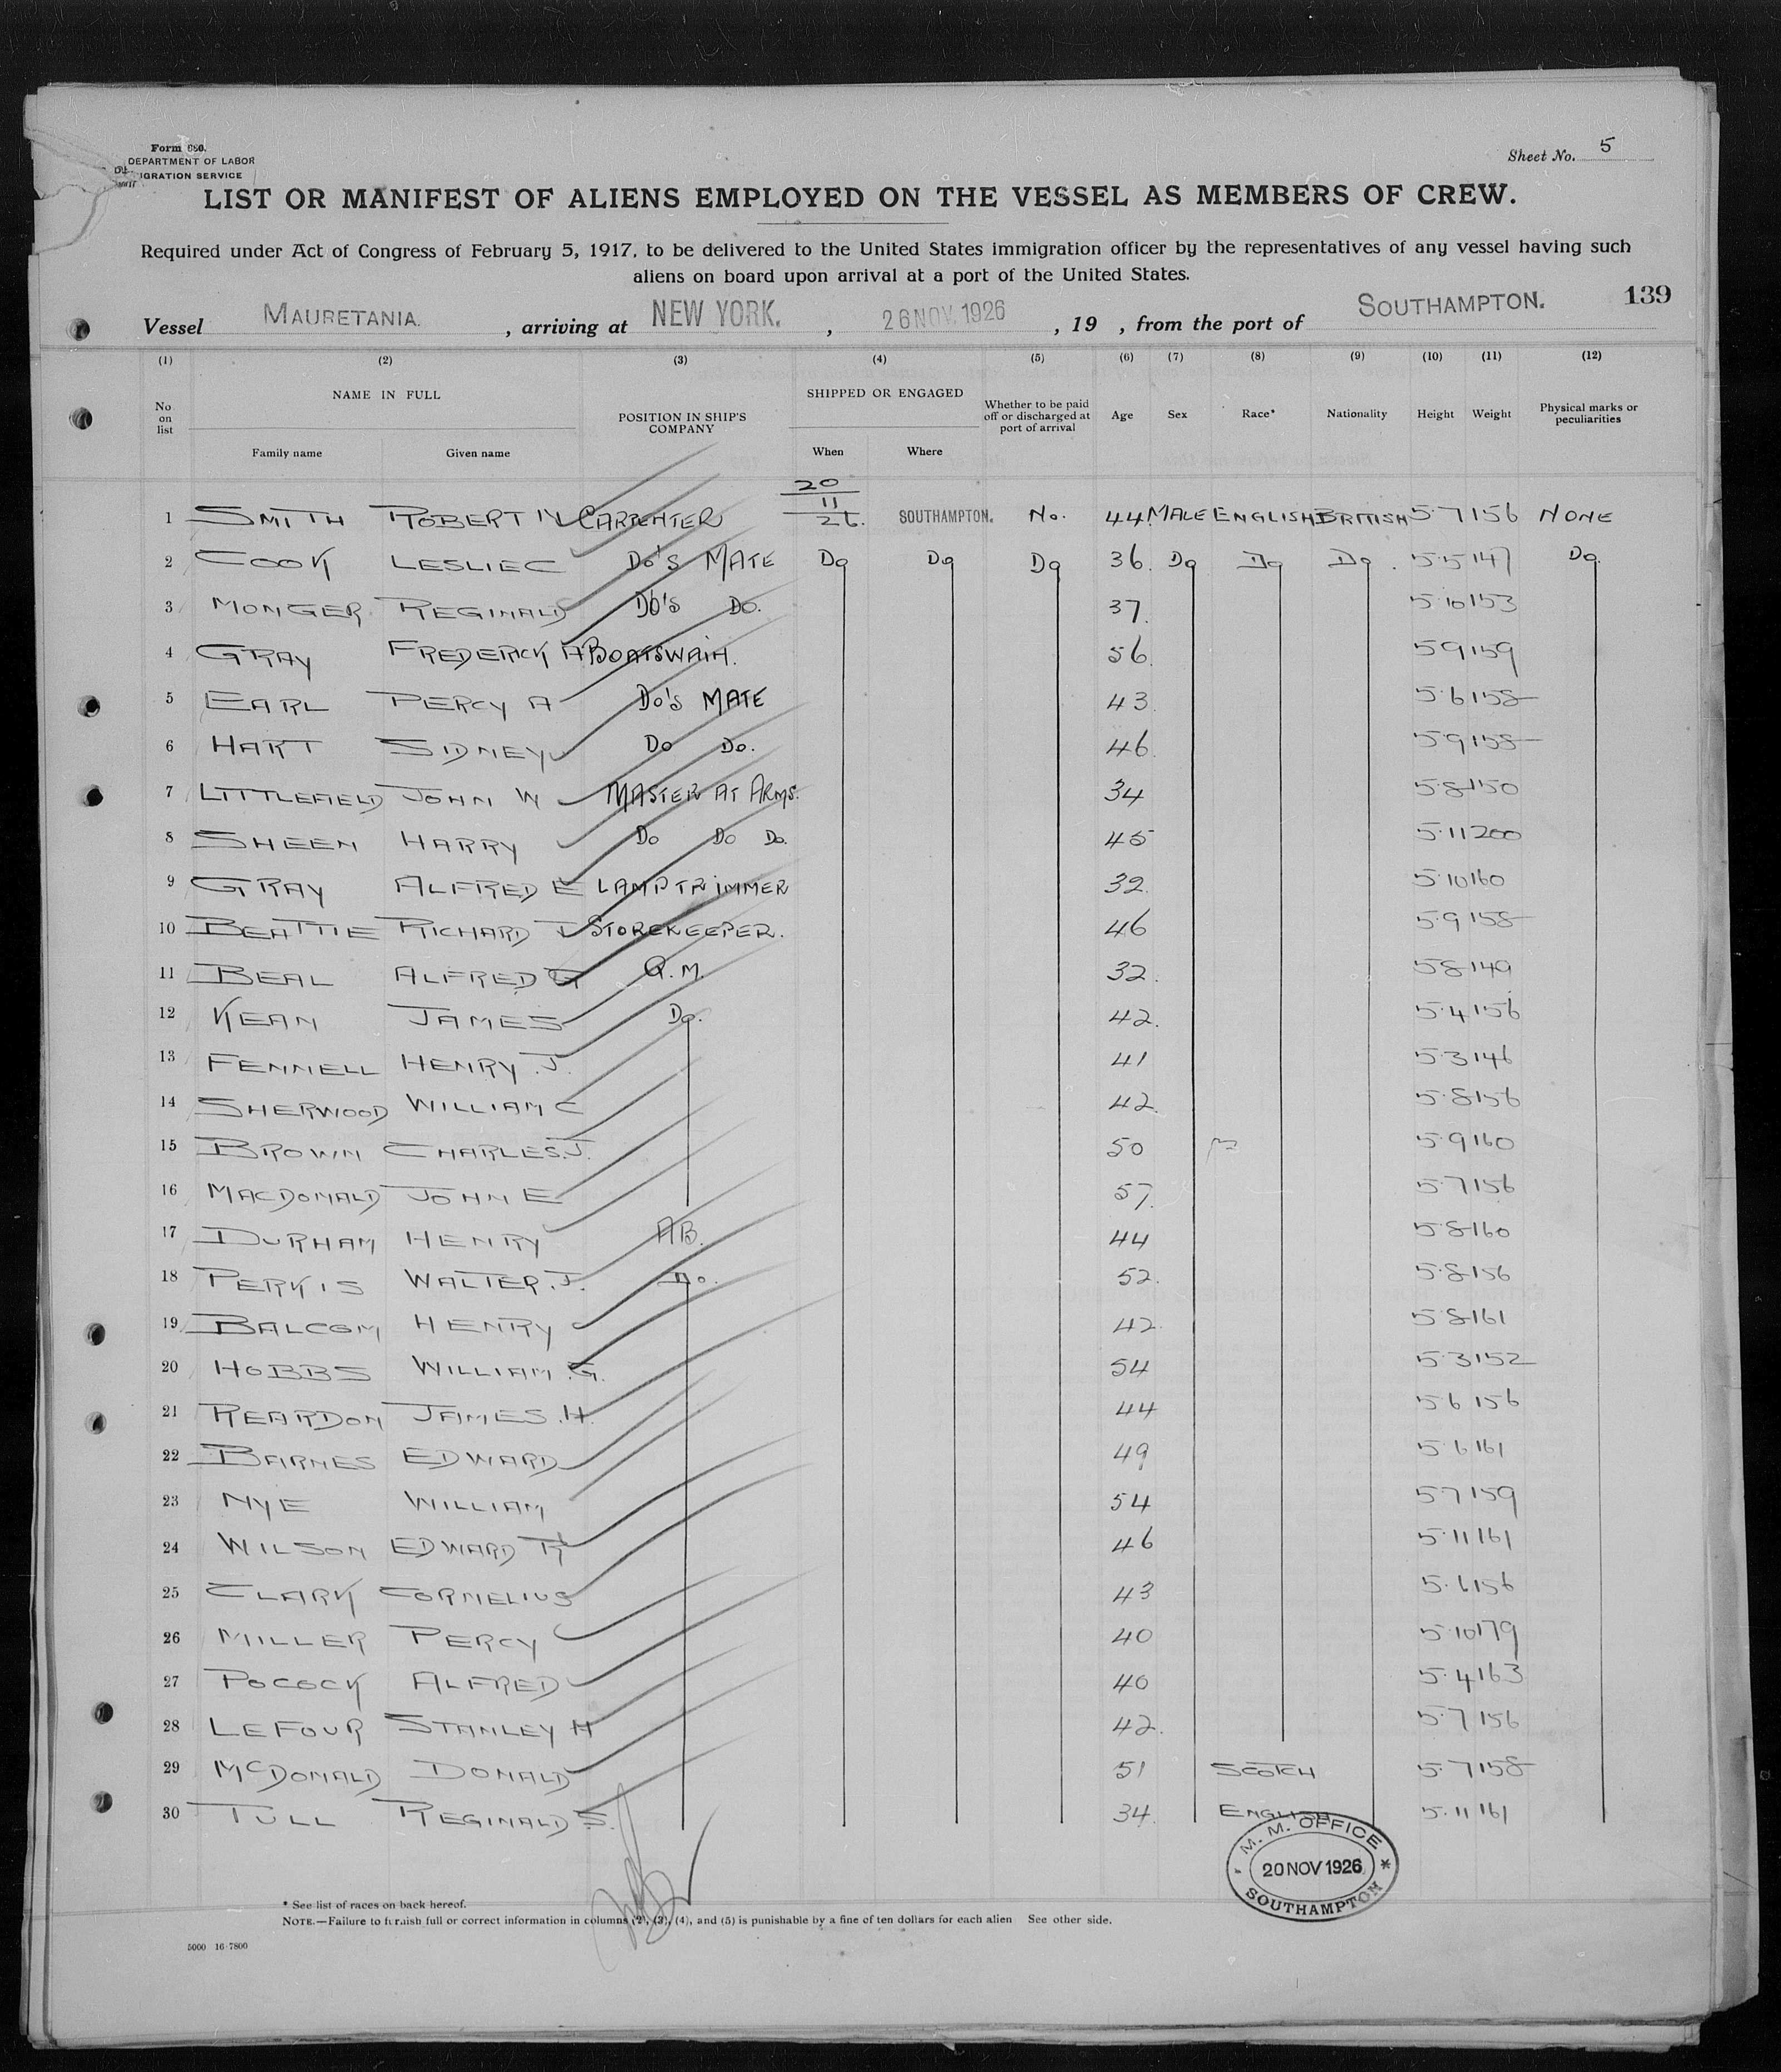 Form 680.
DEPARTMENT OF LABOR
IGRATION SERVICE
Sheet No. 5
LIST OR MANIFEST OF ALIENS EMPLOYED ON THE VESSEL AS MEMBERS OF CREW.
Required under Act of Congress of February 5, 1917, to be delivered to the United States immigration officer by the representatives of any vessel having such
aliens on board upon arrival at a port of the United States.
139
Vessel MAURETANIA. , arriving at NEW YORK. , 26 NOV. 1926 , 19 , from the port of SOUTHAMPTON.
(1) (2) (3) (4) (5) (6) (7) (8) (9) (10) (11) (12)
No on list NAME IN FULL Family name Given name POSITION IN SHIP'S COMPANY SHIPPED OR ENGAGED When Where Whether to be paid off or discharged at port of arrival Age Sex Race* Nationality Height Weight Physical marks or peculiarities
1 SMITH ROBERT N CARPENTER 20/11/26. SOUTHAMPTON. No. 44 MALE ENGLISH BRITISH 5.7 156 NONE
2 COOK LESLIE C DO'S MATE Do Do Do 36. Do Do Do. 5.5 147 Do.
3 MONGER REGINALD DO'S DO. 37. 5.10 153
4 GRAY FREDERICK A BOATSWAIN. 56. 5 9 159
5 EARL PERCY A DO'S MATE 43. 5.6 158
6 HART SIDNEY DO DO. 46. 5.9 158
7 LITTLEFIELD JOHN W MASTER AT ARMS. 34 5.8 150
8 SHEEN HARRY DO DO DO. 45 5.11 200
9 GRAY ALFRED E LAMPTRIMMER 32. 5.10 160
10 BEATTIE RICHARD J STOREKEEPER. 46 5.9 158
11 BEAL ALFRED G Q.M. 32. 5.8 149
12 KEAN JAMES Do. 42. 5.4 156
13 FENNELL HENRY.J. 41 5.3 146
14 SHERWOOD WILLIAM C 42. 5.8 156
15 BROWN CHARLES.J. 50 5.9 160
16 MACDONALD JOHN E 57. 5.7 156
17 DURHAM HENRY AB. 44 5.8 160
18 PERKIS WALTER.J. Do. 52. 5.8 156
19 BALCOM HENRY 42. 5.8 161
20 HOBBS WILLIAM.G. 54 5.3 152
21 REARDON JAMES.H. 44 5 6 156
22 BARNES EDWARD 49 5.6 161
23 NYE WILLIAM 54 5 7 159
24 WILSON EDWARD R 46 5.11 161
25 CLARK CORNELIUS 43 5.6 156
26 MILLER PERCY 40 5.10 179
27 POCOCK ALFRED 40 5.4 163
28 LEFOUR STANLEY H 42. 5.7 156
29 McDONALD DONALD 51 SCOTCH 5.7 158
30 TULL REGINALD S. 34. ENGLISH 5.11 161
M. M. OFFICE
20 NOV 1926
SOUTHAMPTON
* See list of races on back hereof.
NOTE.—Failure to furnish full or correct information in columns (2), (3), (4), and (5) is punishable by a fine of ten dollars for each alien See other side.
5000 16-7800